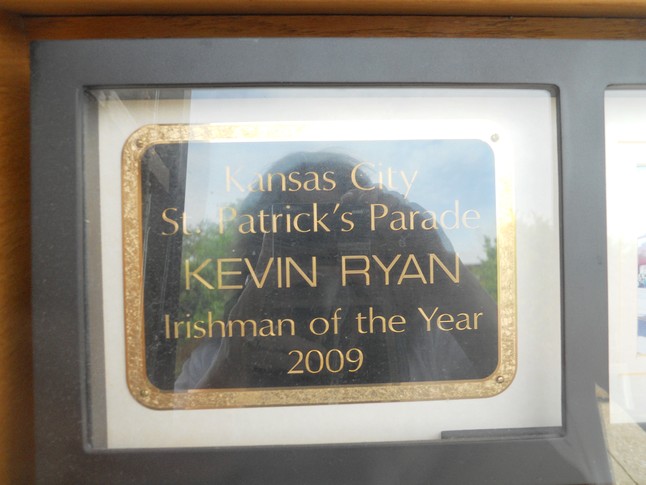 Kansas City
St. Patrick's Parade
KEVIN RYAN
Irishman of the Year
2009